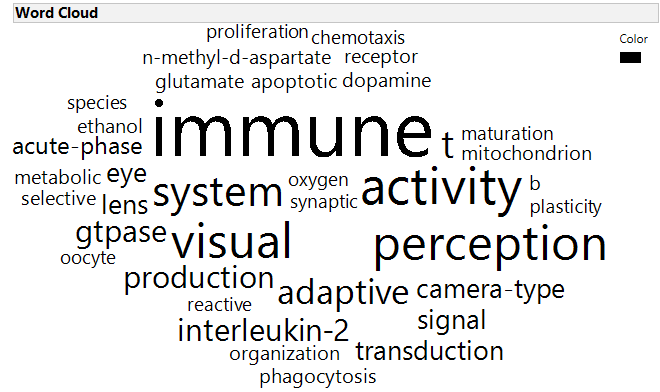 Word Cloud
Color
proliferation chemotaxis
n-methyl-d-aspartate receptor
glutamate apoptotic dopamine
species
ethanol
immune
acute-phase
t maturation
mitochondrion
metabolic eye
selective lens
system oxygen
synaptic activity
b
plasticity
gtpase visual perception
oocyte
production
reactive
adaptive camera-type
interleukin-2 signal
organization transduction
phagocytosis